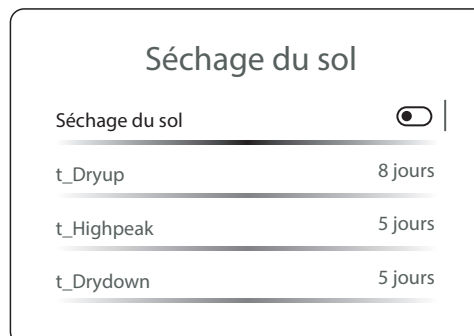 Séchage du sol
Séchage du sol
t_Dryup 8 jours
t_Highpeak 5 jours
t_Drydown 5 jours